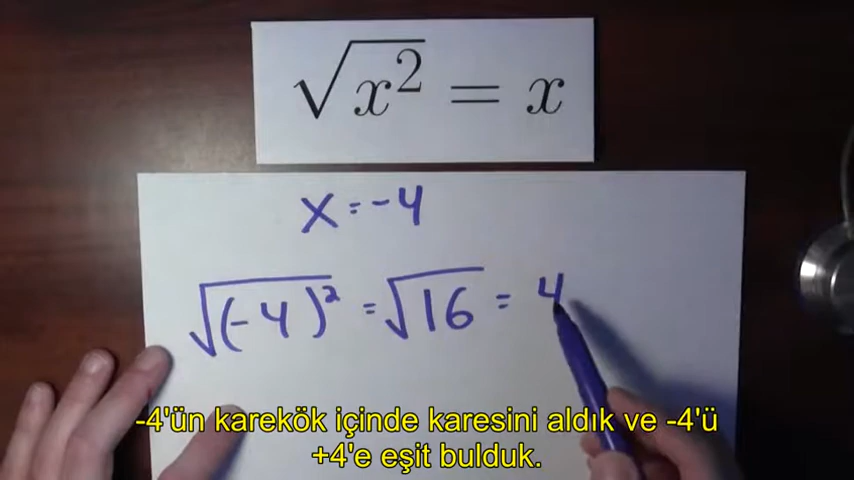 √x² = x
x = -4
√(-4)² = √16 = 4
-4'ün karekök içinde karesini aldık ve -4'ü
+4'e eşit bulduk.